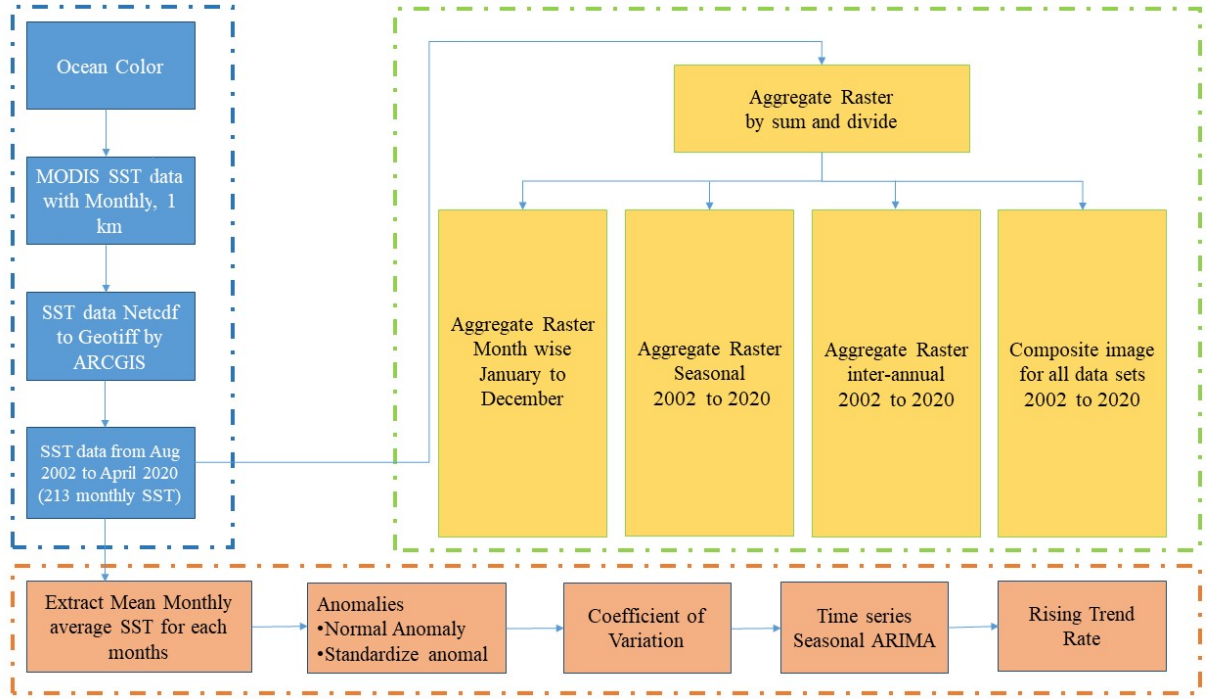 Ocean Color
MODIS SST data
with Monthly, 1
km
SST data Netcdf
to Geotiff by
ARCGIS
SST data from Aug
2002 to April 2020
(213 monthly SST)
Aggregate Raster
by sum and divide
Aggregate Raster
Month wise
January to
December
Aggregate Raster
Seasonal
2002 to 2020
Aggregate Raster
inter-annual
2002 to 2020
Composite image
for all data sets
2002 to 2020
Extract Mean Monthly
average SST for each
months
Anomalies
•Normal Anomaly
•Standardize anomal
Coefficient of
Variation
Time series
Seasonal ARIMA
Rising Trend
Rate